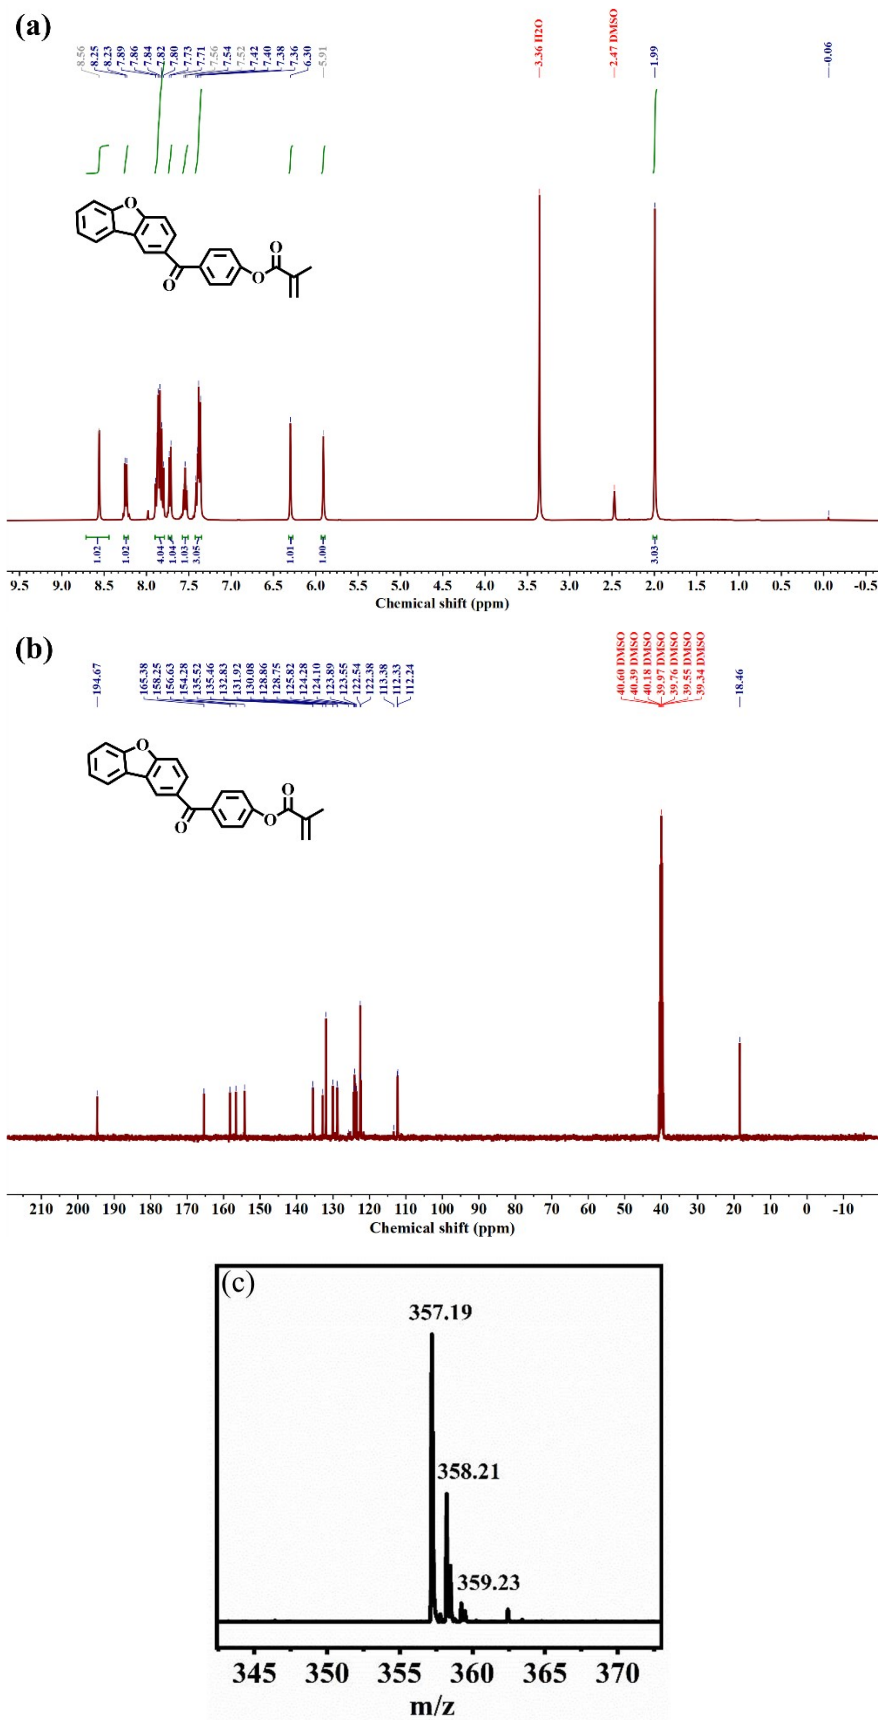 (a)
8.56
8.25
8.23
7.89
7.86
7.84
7.82
7.80
7.73
7.71
7.56
7.54
7.52
7.42
7.40
7.38
7.36
6.30
5.91
3.36 H2O
2.47 DMSO
1.99
-0.06
O
O
O
O
1.02
1.02
4.04
1.04
1.03
3.05
1.01
1.00
3.03
9.5 9.0 8.5 8.0 7.5 7.0 6.5 6.0 5.5 5.0 4.5 4.0 3.5 3.0 2.5 2.0 1.5 1.0 0.5 0.0 -0.5
Chemical shift (ppm)
(b)
194.67
165.38
158.25
156.63
154.28
135.52
135.46
132.83
131.92
130.08
128.86
128.75
125.82
124.28
124.10
123.89
123.55
122.54
122.38
113.38
112.33
112.24
40.60 DMSO
40.39 DMSO
40.18 DMSO
39.97 DMSO
39.76 DMSO
39.55 DMSO
39.34 DMSO
18.46
O
O
O
O
210 200 190 180 170 160 150 140 130 120 110 100 90 80 70 60 50 40 30 20 10 0 -10
Chemical shift (ppm)
(c)
357.19
358.21
359.23
345 350 355 360 365 370
m/z